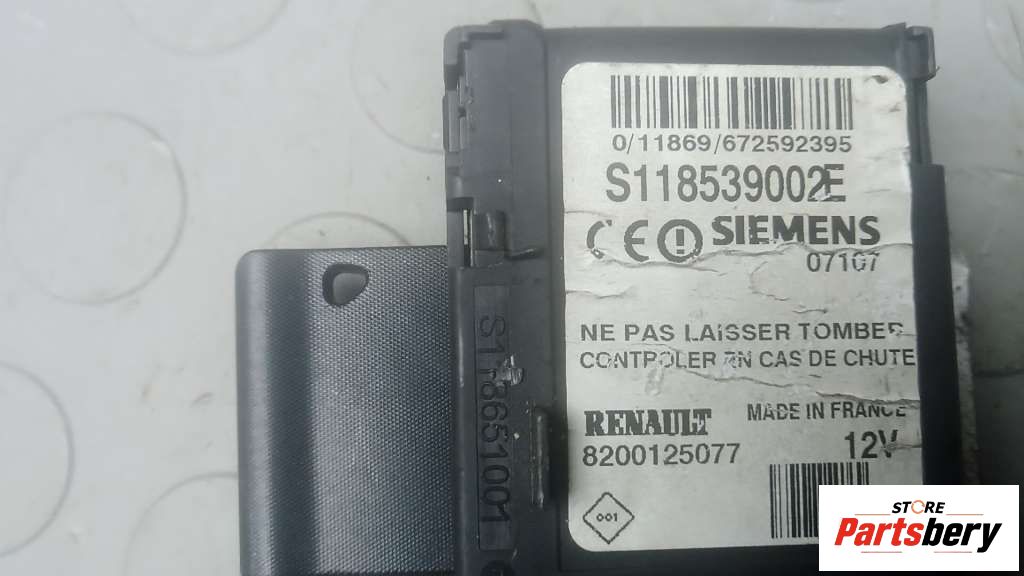 0/11869/672592395
S118539002E
CE SIEMENS
07107
NE PAS LAISSER TOMBER
CONTROLER EN CAS DE CHUTE
RENAULT MADE IN FRANCE
8200125077 12V
001
S118651001
STORE
Partsbery